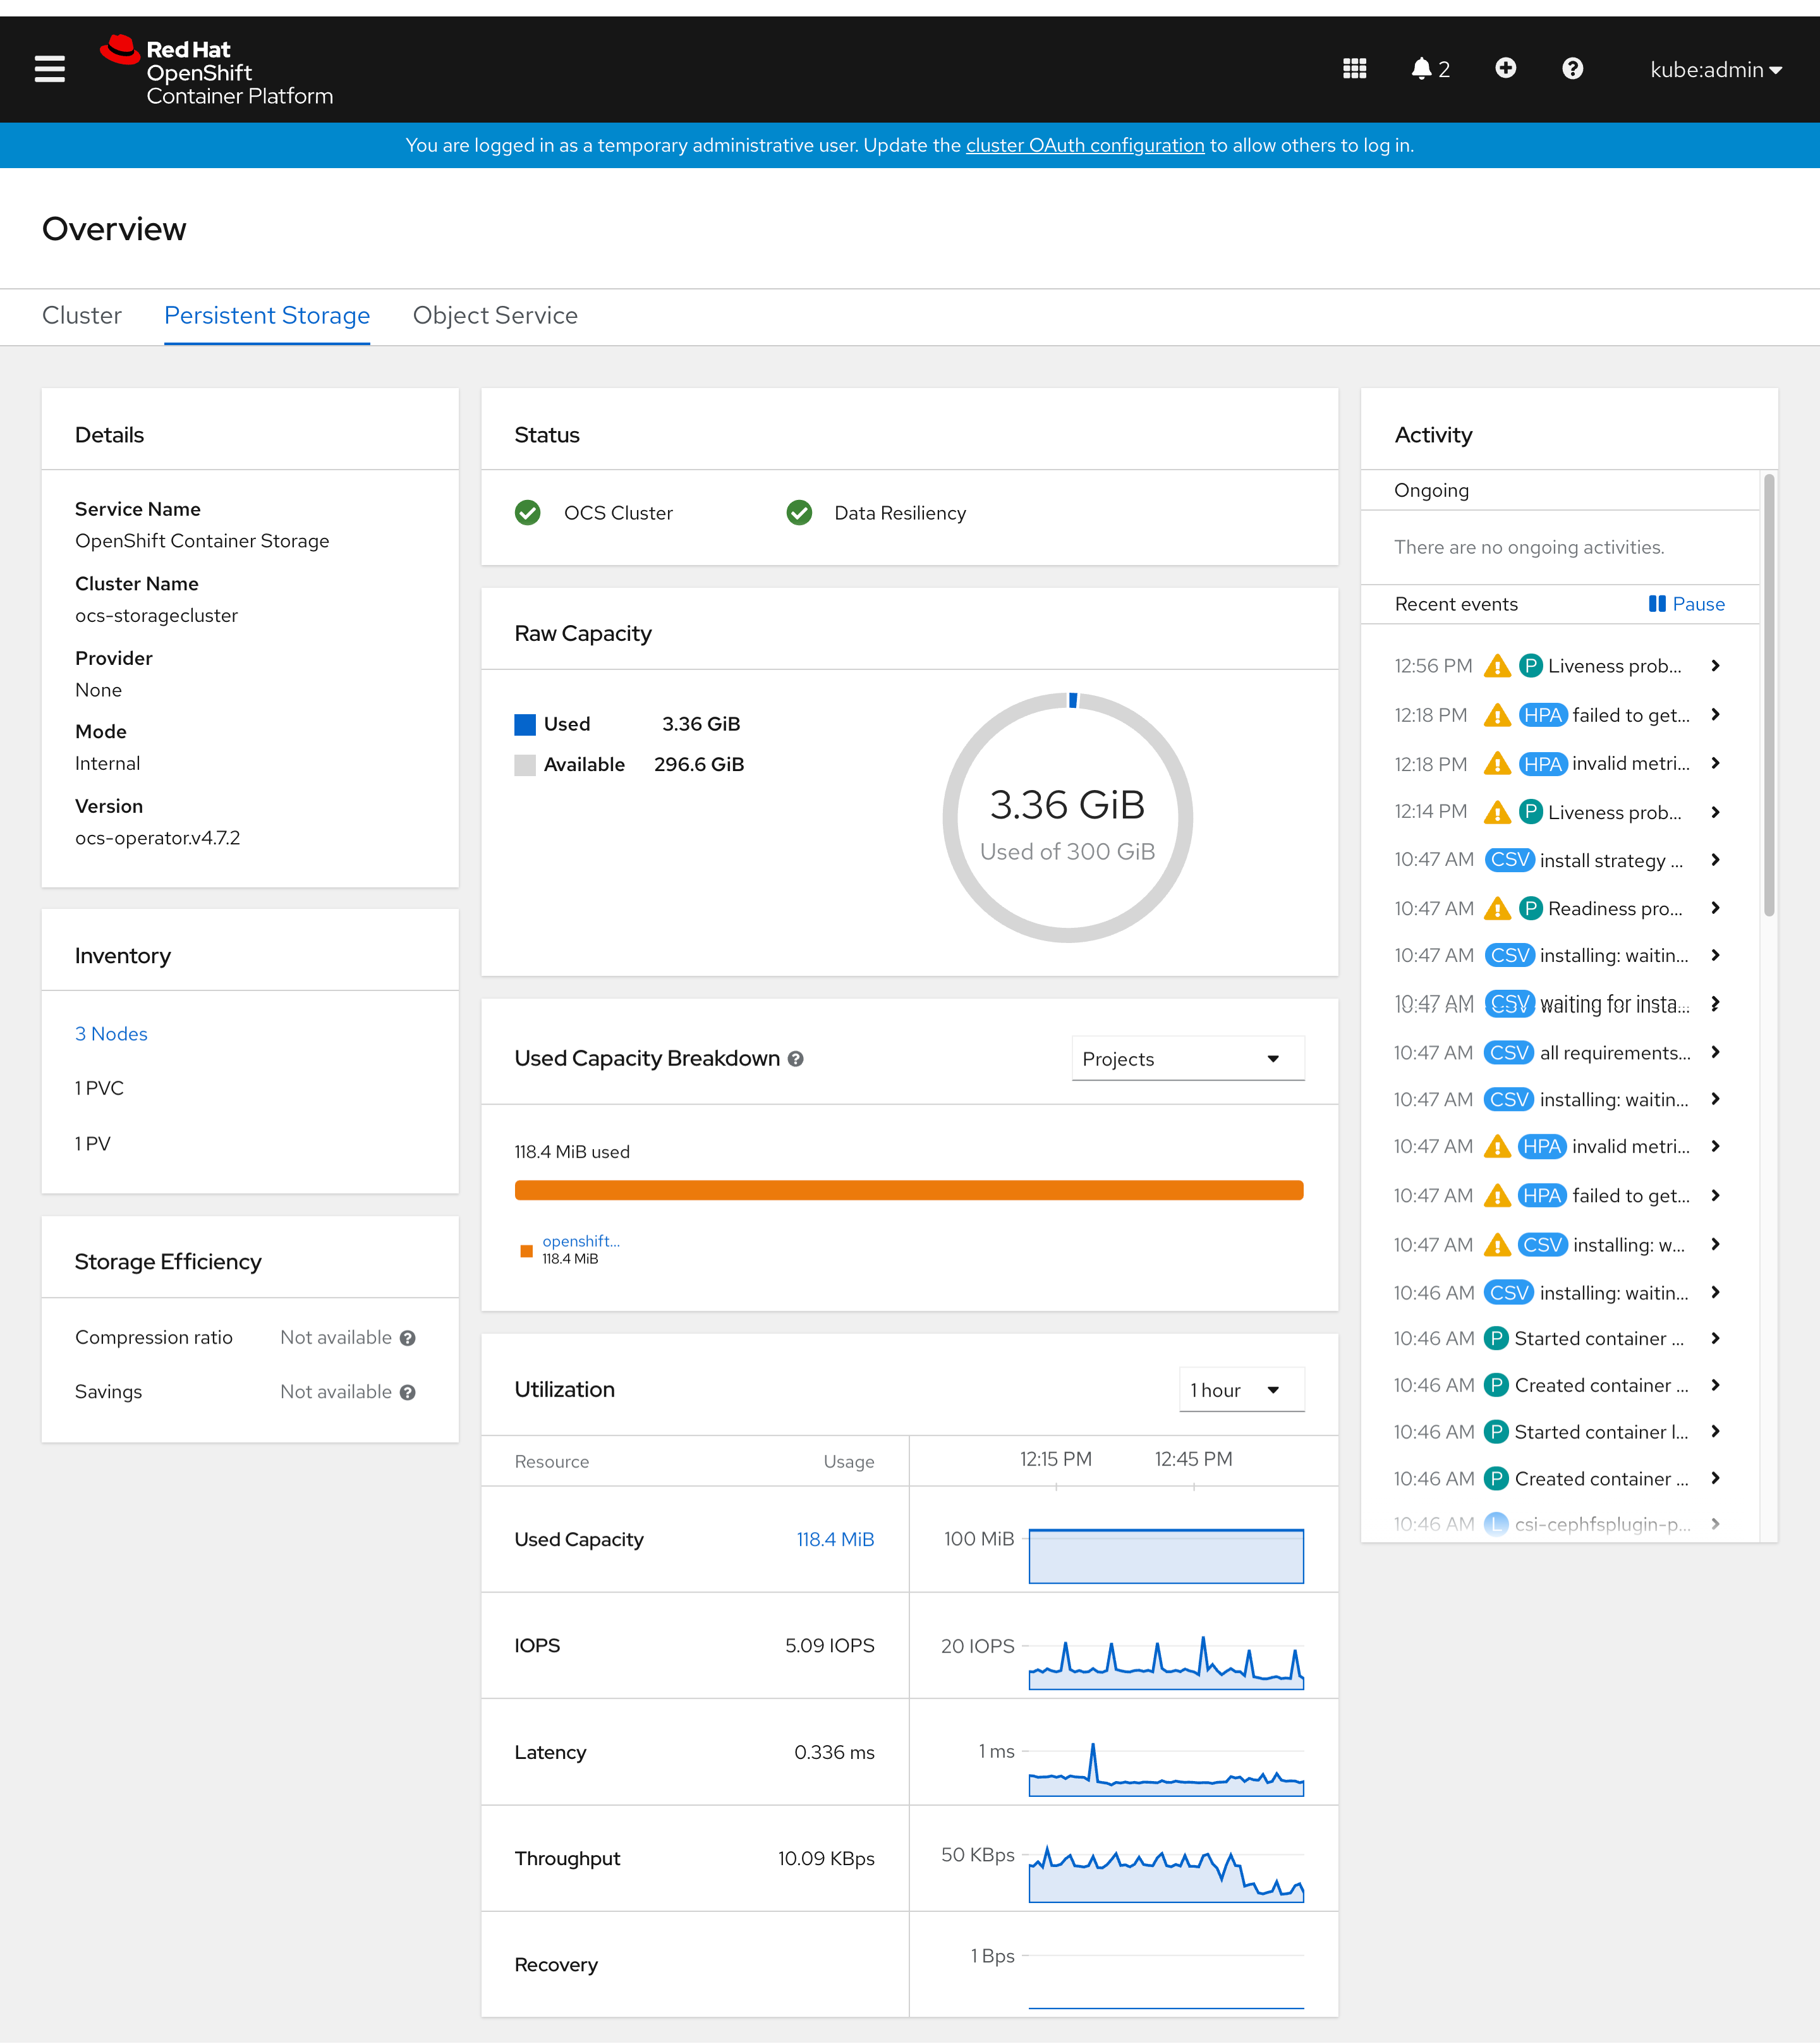 Red Hat
OpenShift
Container Platform
2
kube:admin
You are logged in as a temporary administrative user. Update the cluster OAuth configuration to allow others to log in.
Overview
Cluster
Persistent Storage
Object Service
Details
Service Name
OpenShift Container Storage
Cluster Name
ocs-storagecluster
Provider
None
Mode
Internal
Version
ocs-operator.v4.7.2
Inventory
3 Nodes
1 PVC
1 PV
Storage Efficiency
Compression ratio Not available
Savings Not available
Status
OCS Cluster
Data Resiliency
Raw Capacity
Used 3.36 GiB
Available 296.6 GiB
3.36 GiB
Used of 300 GiB
Used Capacity Breakdown
Projects
118.4 MiB used
openshift...
118.4 MiB
Utilization
1 hour
Resource Usage
12:15 PM 12:45 PM
Used Capacity 118.4 MiB
100 MiB
IOPS 5.09 IOPS
20 IOPS
Latency 0.336 ms
1 ms
Throughput 10.09 KBps
50 KBps
Recovery
1 Bps
Activity
Ongoing
There are no ongoing activities.
Recent events Pause
12:56 PM P Liveness prob...
12:18 PM HPA failed to get...
12:18 PM HPA invalid metri...
12:14 PM P Liveness prob...
10:47 AM CSV install strategy ...
10:47 AM P Readiness pro...
10:47 AM CSV installing: waitin...
10:47 AM CSV waiting for insta...
10:47 AM CSV all requirements...
10:47 AM CSV installing: waitin...
10:47 AM HPA invalid metri...
10:47 AM HPA failed to get...
10:47 AM CSV installing: w...
10:46 AM CSV installing: waitin...
10:46 AM P Started container ...
10:46 AM P Created container ...
10:46 AM P Started container l...
10:46 AM P Created container ...
10:46 AM L csi-cephfsplugin-p...